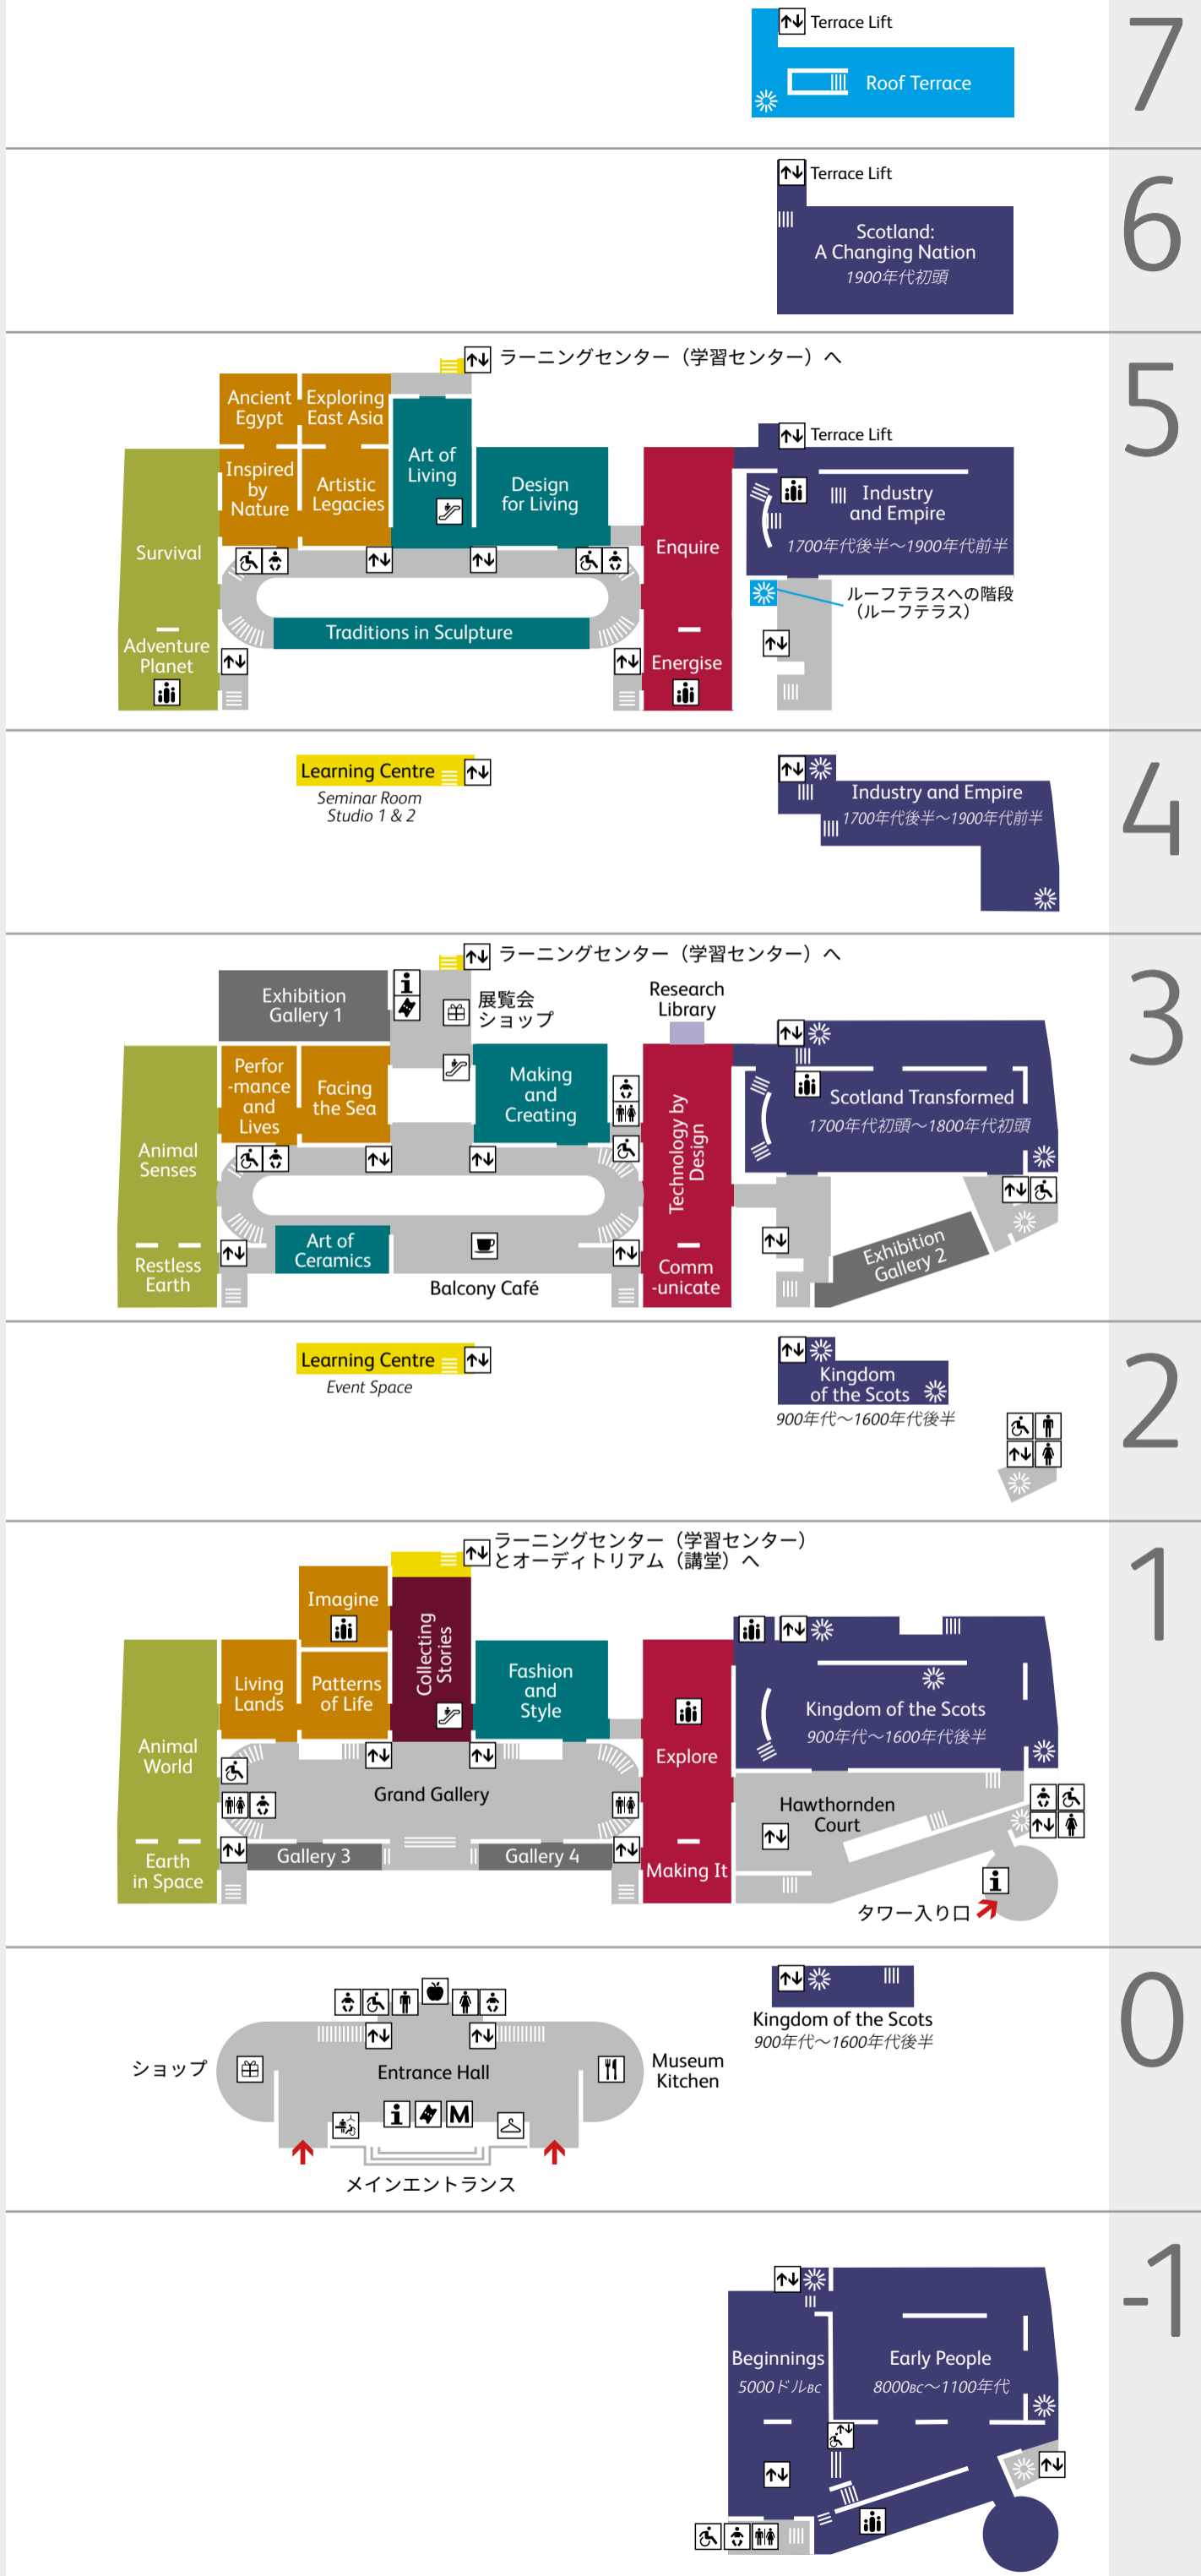 7
Terrace Lift
Roof Terrace
6
Terrace Lift
Scotland:
A Changing Nation
1900年代初頭
5
ラーニングセンター（学習センター）へ
Ancient
Egypt
Exploring
East Asia
Inspired
by
Nature
Artistic
Legacies
Art of
Living
Design
for Living
Survival
Adventure
Planet
Traditions in Sculpture
Enquire
Energise
Terrace Lift
Industry
and Empire
1700年代後半～1900年代前半
ルーフテラスへの階段
（ルーフテラス）
4
Learning Centre
Seminar Room
Studio 1 & 2
Industry and Empire
1700年代後半～1900年代前半
3
ラーニングセンター（学習センター）へ
Exhibition
Gallery 1
展覧会
ショップ
Research
Library
Perfor
-mance
and
Lives
Facing
the Sea
Making
and
Creating
Animal
Senses
Restless
Earth
Art of
Ceramics
Balcony Café
Technology by
Design
Comm
-unicate
Scotland Transformed
1700年代初頭～1800年代初頭
Exhibition
Gallery 2
2
Learning Centre
Event Space
Kingdom
of the Scots
900年代～1600年代後半
1
ラーニングセンター（学習センター）
とオーディトリアム（講堂）へ
Imagine
Collecting
Stories
Living
Lands
Patterns
of Life
Fashion
and
Style
Animal
World
Earth
in Space
Grand Gallery
Gallery 3
Gallery 4
Explore
Making It
Kingdom of the Scots
900年代～1600年代後半
Hawthornden
Court
タワー入り口
0
ショップ
Entrance Hall
M
Museum
Kitchen
メインエントランス
Kingdom of the Scots
900年代～1600年代後半
-1
Beginnings
5000ドルBC
Early People
8000BC～1100年代